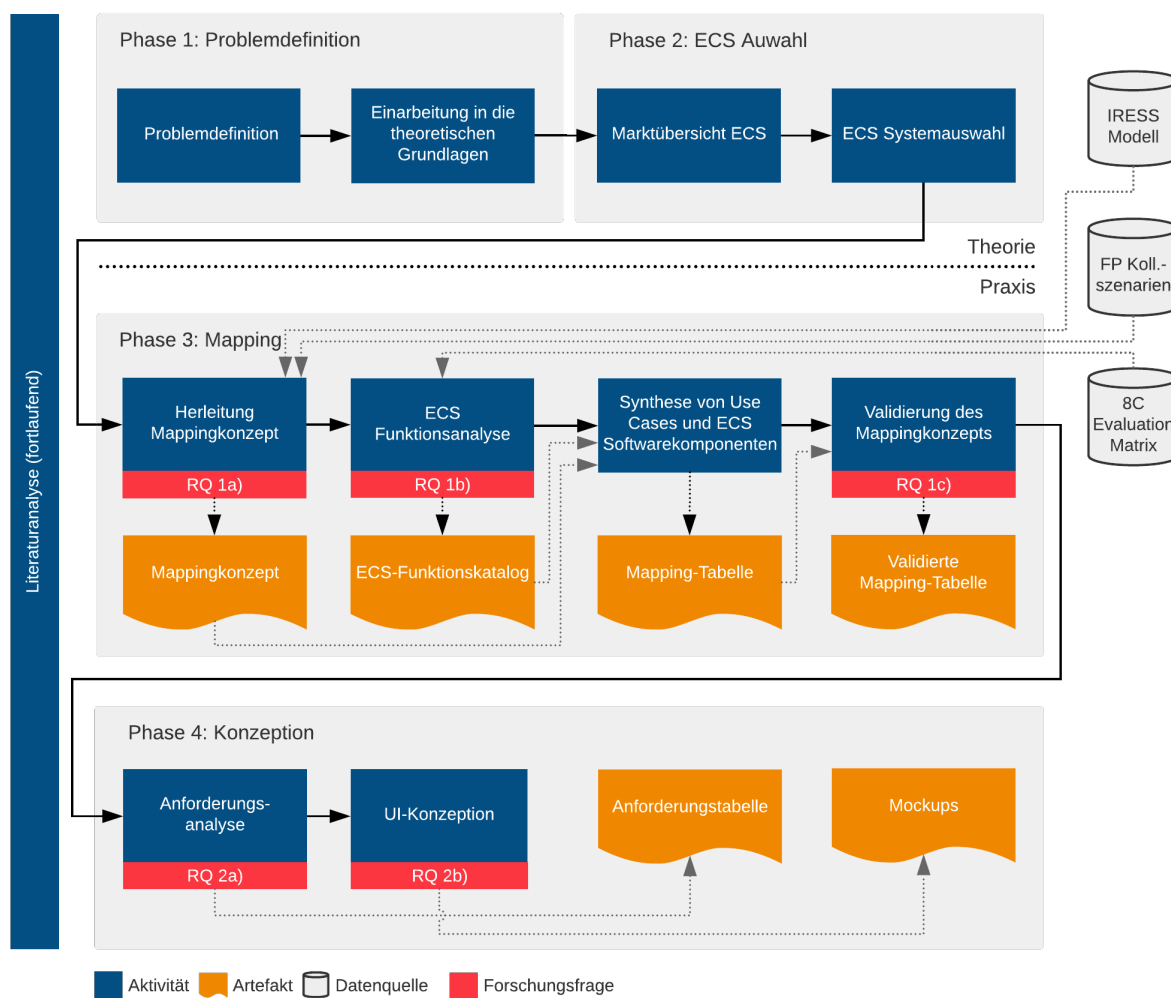 Literaturanalyse (fortlaufend)
Phase 1: Problemdefinition
Problemdefinition
Einarbeitung in die
theoretischen
Grundlagen
Phase 2: ECS Auwahl
Marktübersicht ECS
ECS Systemauswahl
IRESS
Modell
FP Koll.-
szenarien
8C
Evaluation
Matrix
Theorie
Praxis
Phase 3: Mapping
Herleitung
Mappingkonzept
RQ 1a)
ECS
Funktionsanalyse
RQ 1b)
Synthese von Use
Cases und ECS
Softwarekomponenten
Validierung des
Mappingkonzepts
RQ 1c)
Mappingkonzept
ECS-Funktionskatalog
Mapping-Tabelle
Validierte
Mapping-Tabelle
Phase 4: Konzeption
Anforderungs-
analyse
RQ 2a)
UI-Konzeption
RQ 2b)
Anforderungstabelle
Mockups
Aktivität
Artefakt
Datenquelle
Forschungsfrage